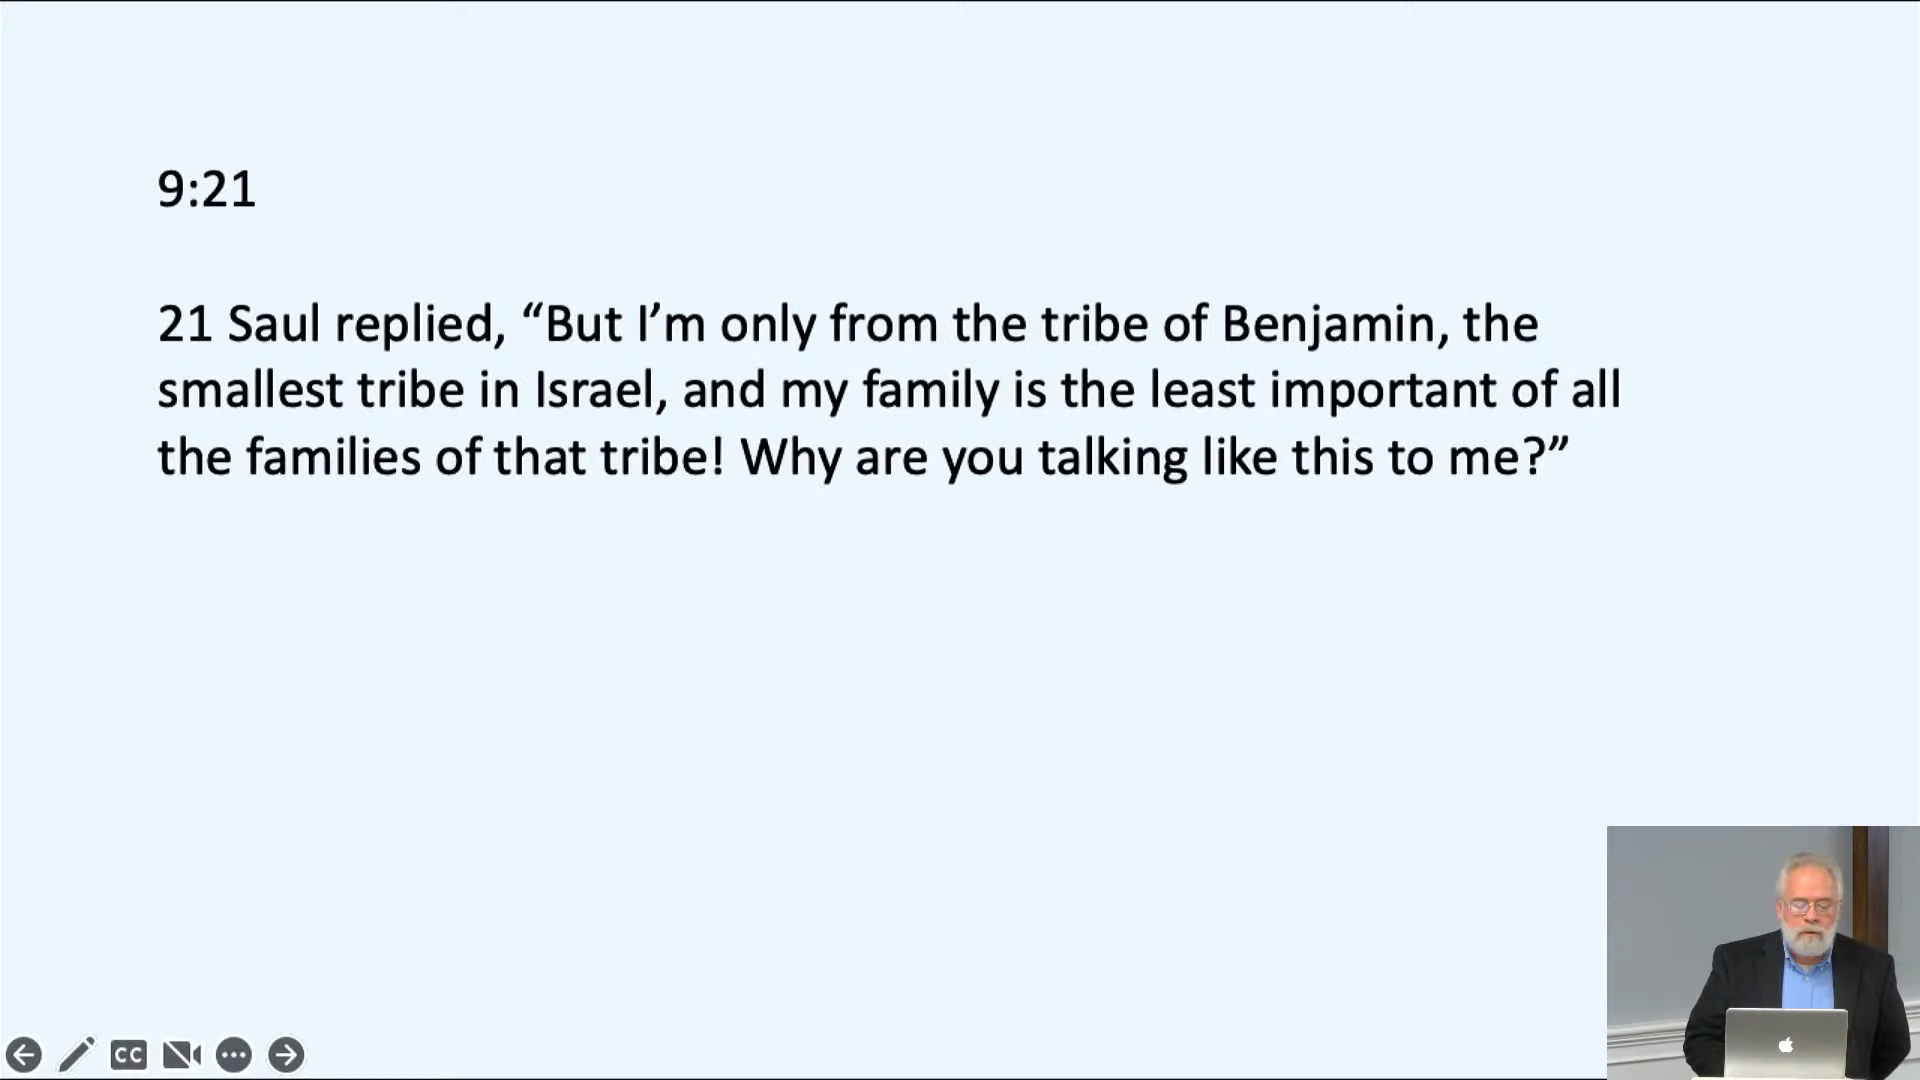 9:21
21 Saul replied, “But I’m only from the tribe of Benjamin, the
smallest tribe in Israel, and my family is the least important of all
the families of that tribe! Why are you talking like this to me?”
CC